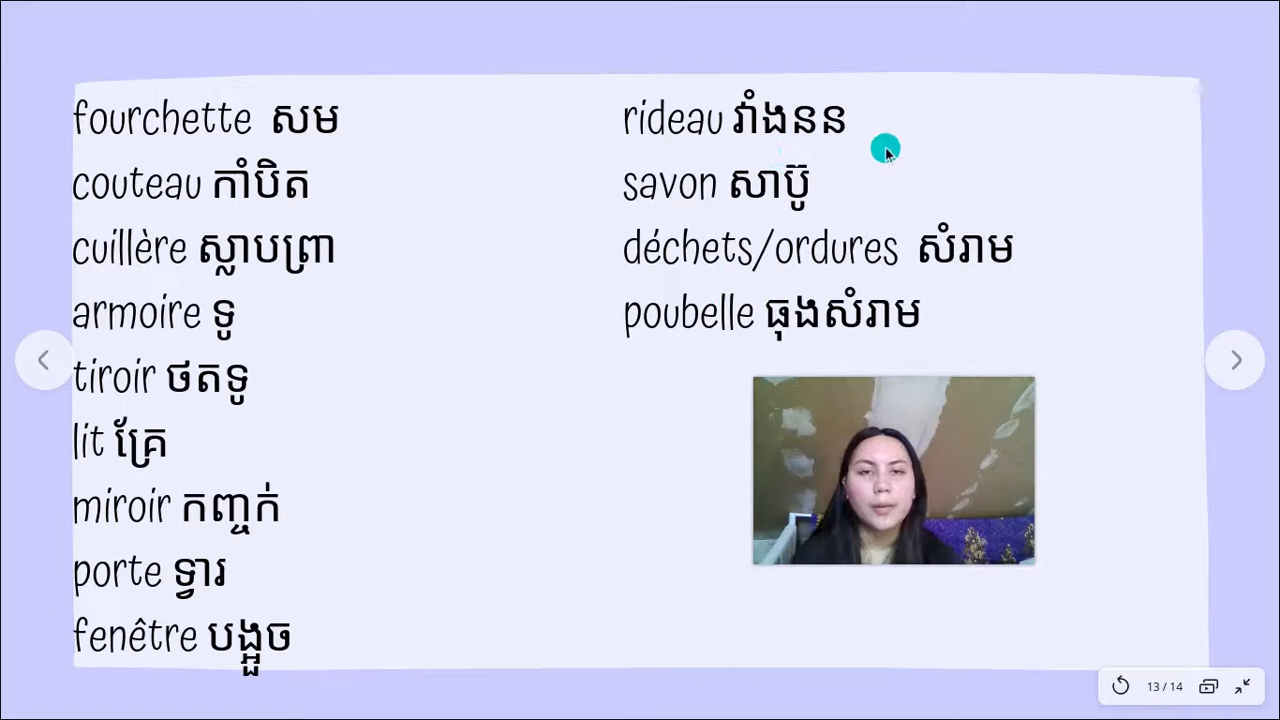 fourchette សម
couteau កាំបិត
cuillère ស្លាបព្រា
armoire ទូ
tiroir ថតទូ
lit គ្រែ
miroir កញ្ចក់
porte ទ្វារ
fenêtre បង្អួច
rideau វាំងនន
savon សាប៊ូ
déchets/ordures សំរាម
poubelle ធុងសំរាម
13 / 14